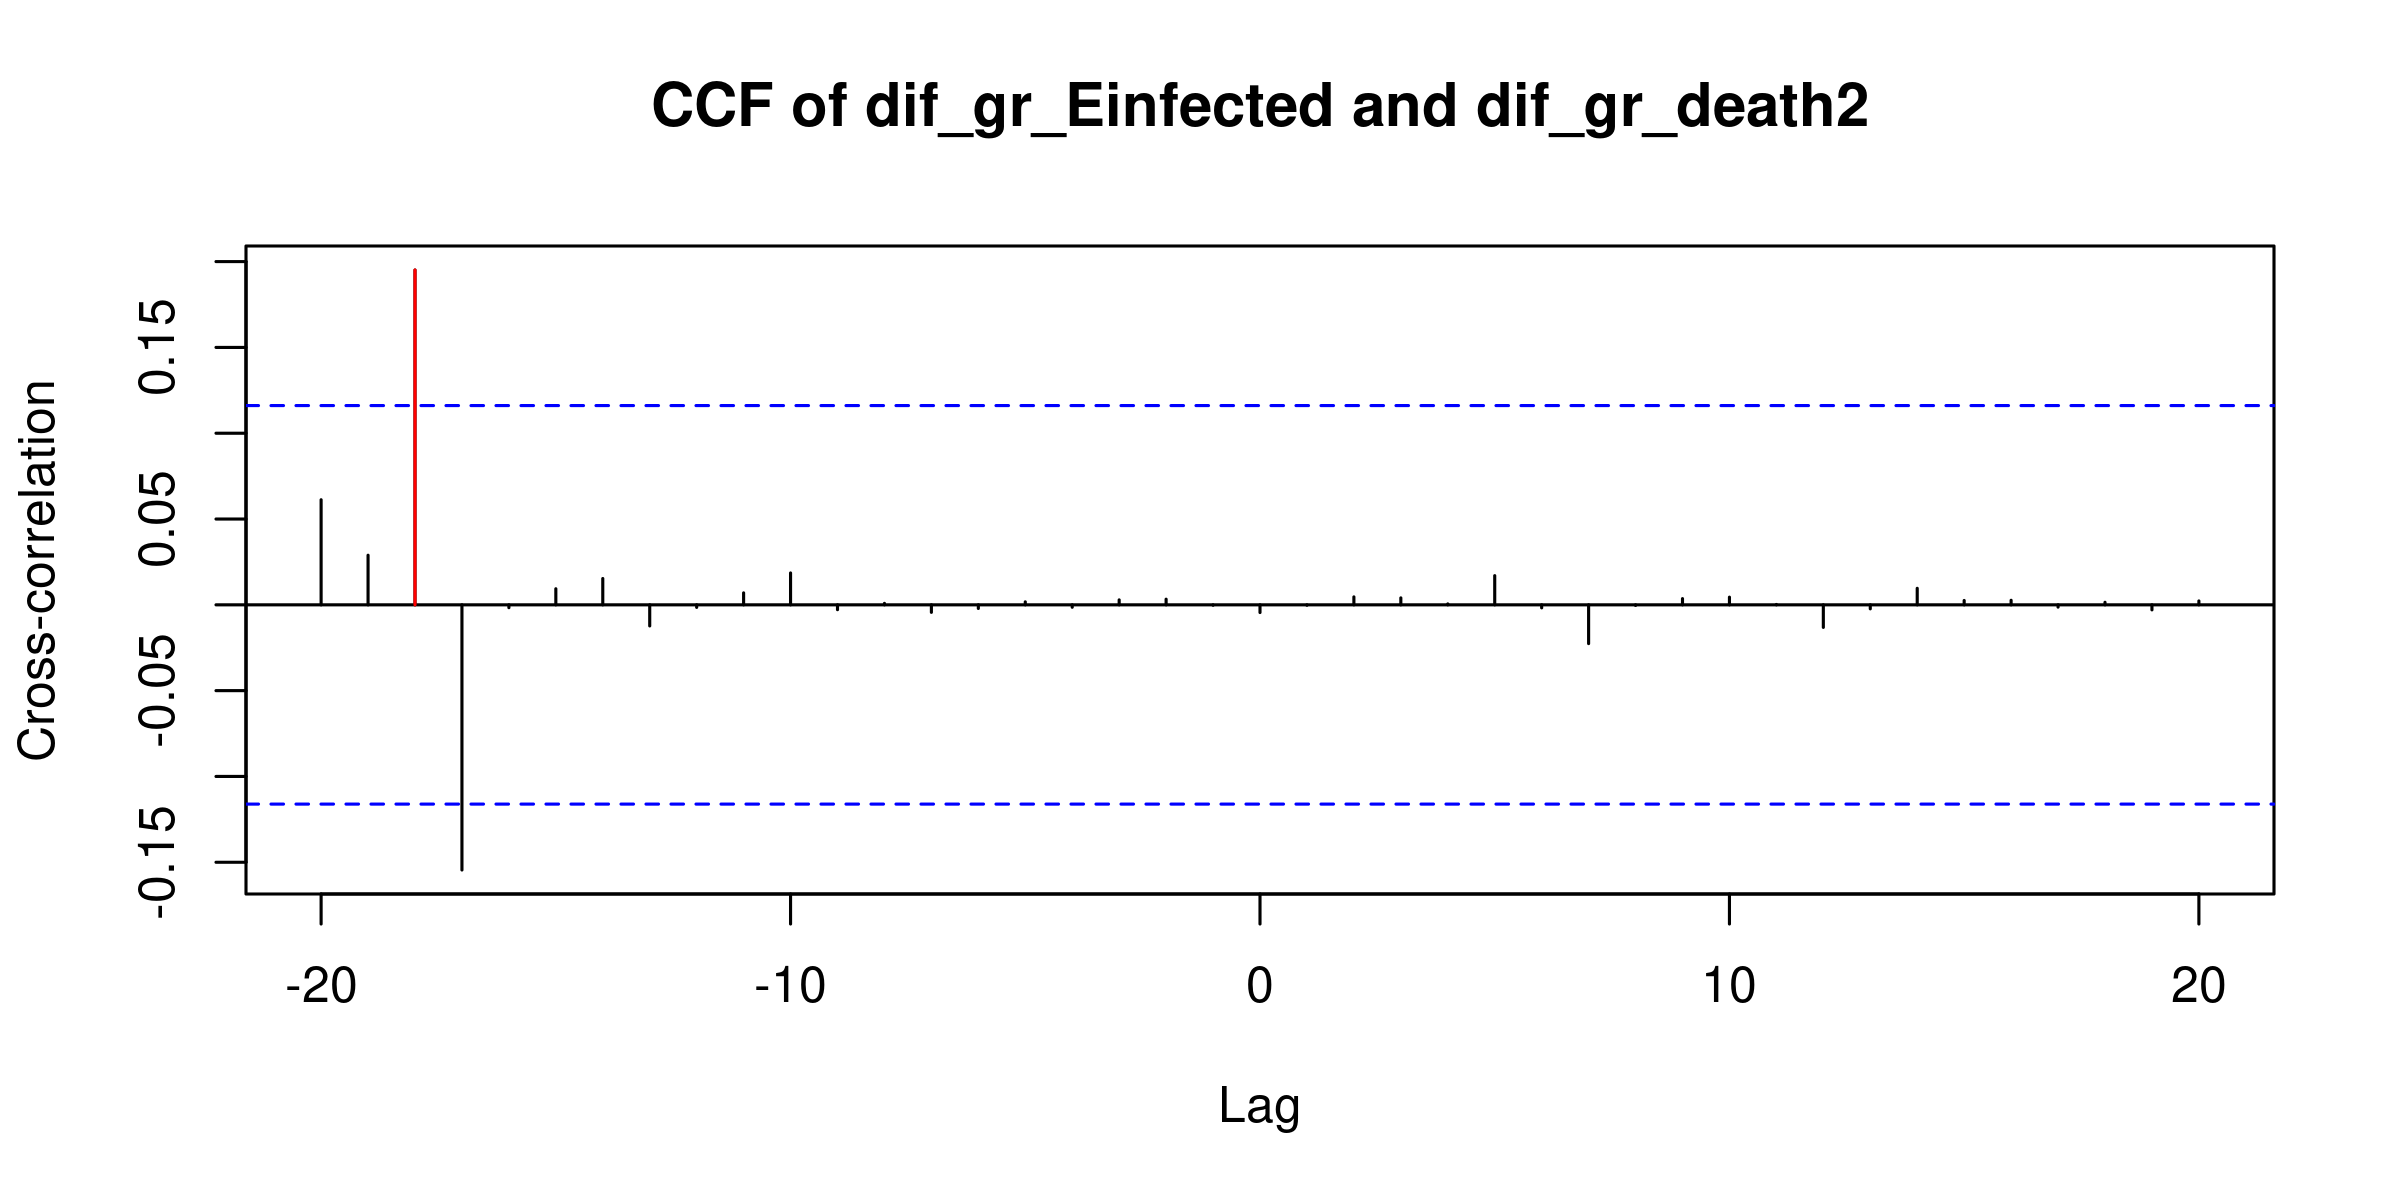 CCF of dif_gr_Einfected and dif_gr_death2
Cross-correlation
0.15
0.05
-0.05
-0.15
-20 -10 0 10 20
Lag